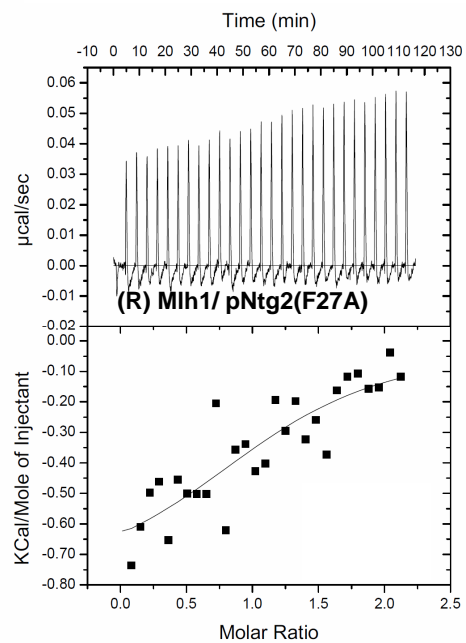 Time (min)
-10 0 10 20 30 40 50 60 70 80 90 100 110 120 130
0.06
0.05
0.04
0.03
0.02
0.01
0.00
-0.01
-0.02
µcal/sec
(R) Mlh1/ pNtg2(F27A)
0.00
-0.10
-0.20
-0.30
-0.40
-0.50
-0.60
-0.70
-0.80
KCal/Mole of Injectant
0.0 0.5 1.0 1.5 2.0 2.5
Molar Ratio